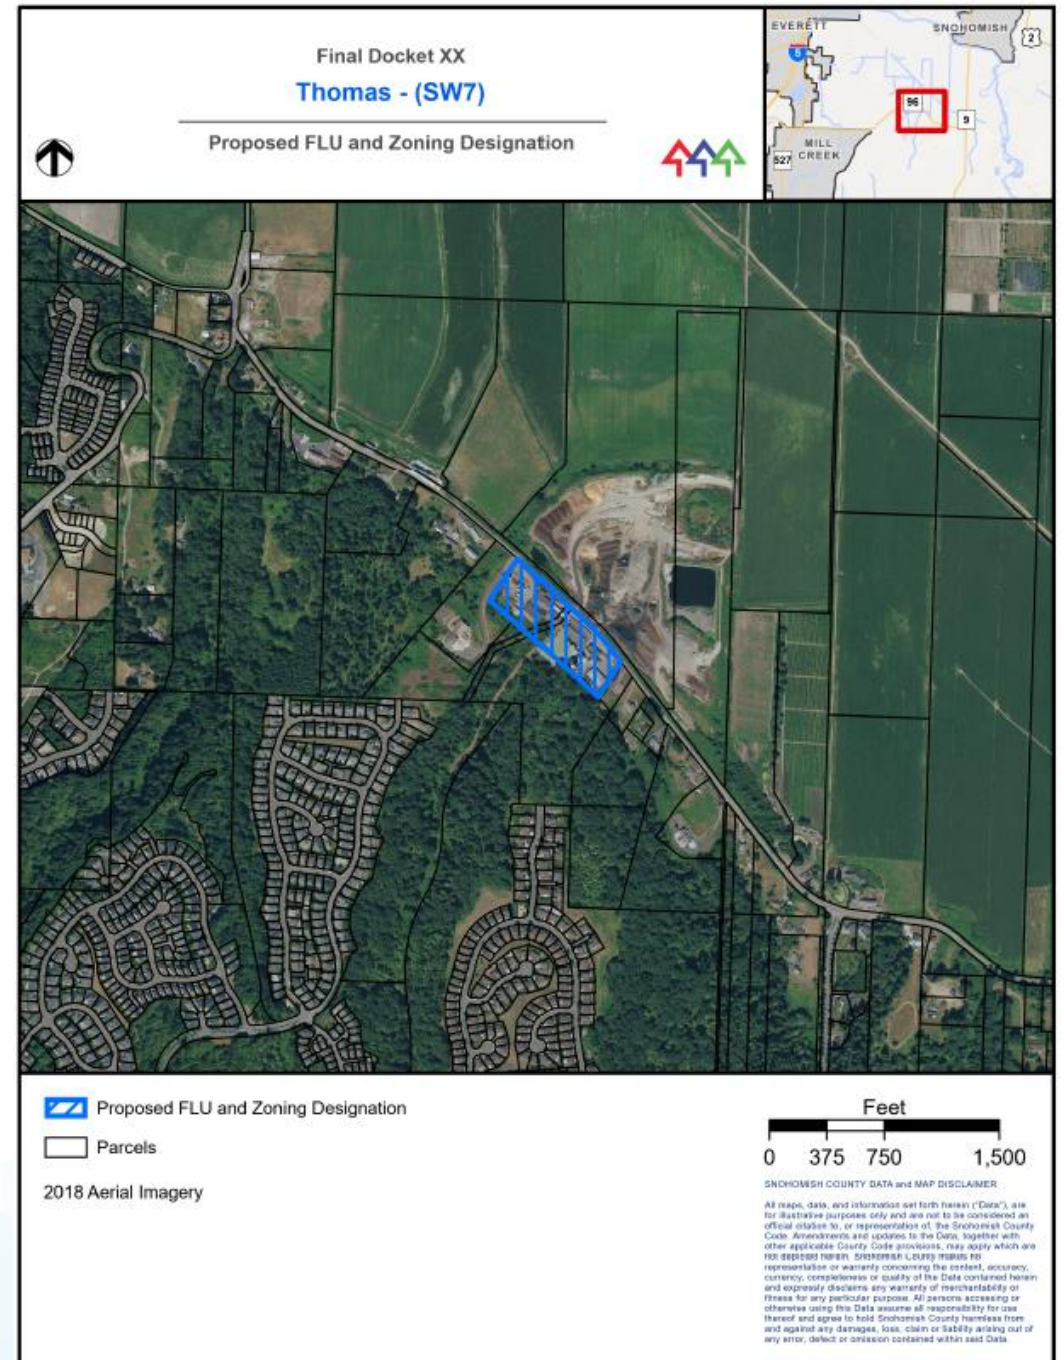 Final Docket XX
Thomas - (SW7)
Proposed FLU and Zoning Designation
EVERETT
SNOHOMISH
2
5
96
9
MILL
CREEK
527
Proposed FLU and Zoning Designation
Parcels
2018 Aerial Imagery
Feet
0 375 750 1,500
SNOHOMISH COUNTY DATA and MAP DISCLAIMER
All maps, data, and information set forth herein ("Data"), are
for illustrative purposes only and are not to be considered an
official citation to, or representation of, the Snohomish County
Code. Amendments and updates to the Data, together with
other applicable County Code provisions, may apply which are
not depicted herein. Snohomish County makes no
representation or warranty concerning the content, accuracy,
currency, completeness or quality of the Data contained herein
and expressly disclaims any warranty of merchantability or
fitness for any particular purpose. All persons accessing or
otherwise using this Data assume all responsibility for use
thereof and agree to hold Snohomish County harmless from
and against any damages, loss, claim or liability arising out of
any error, defect or omission contained within said Data.